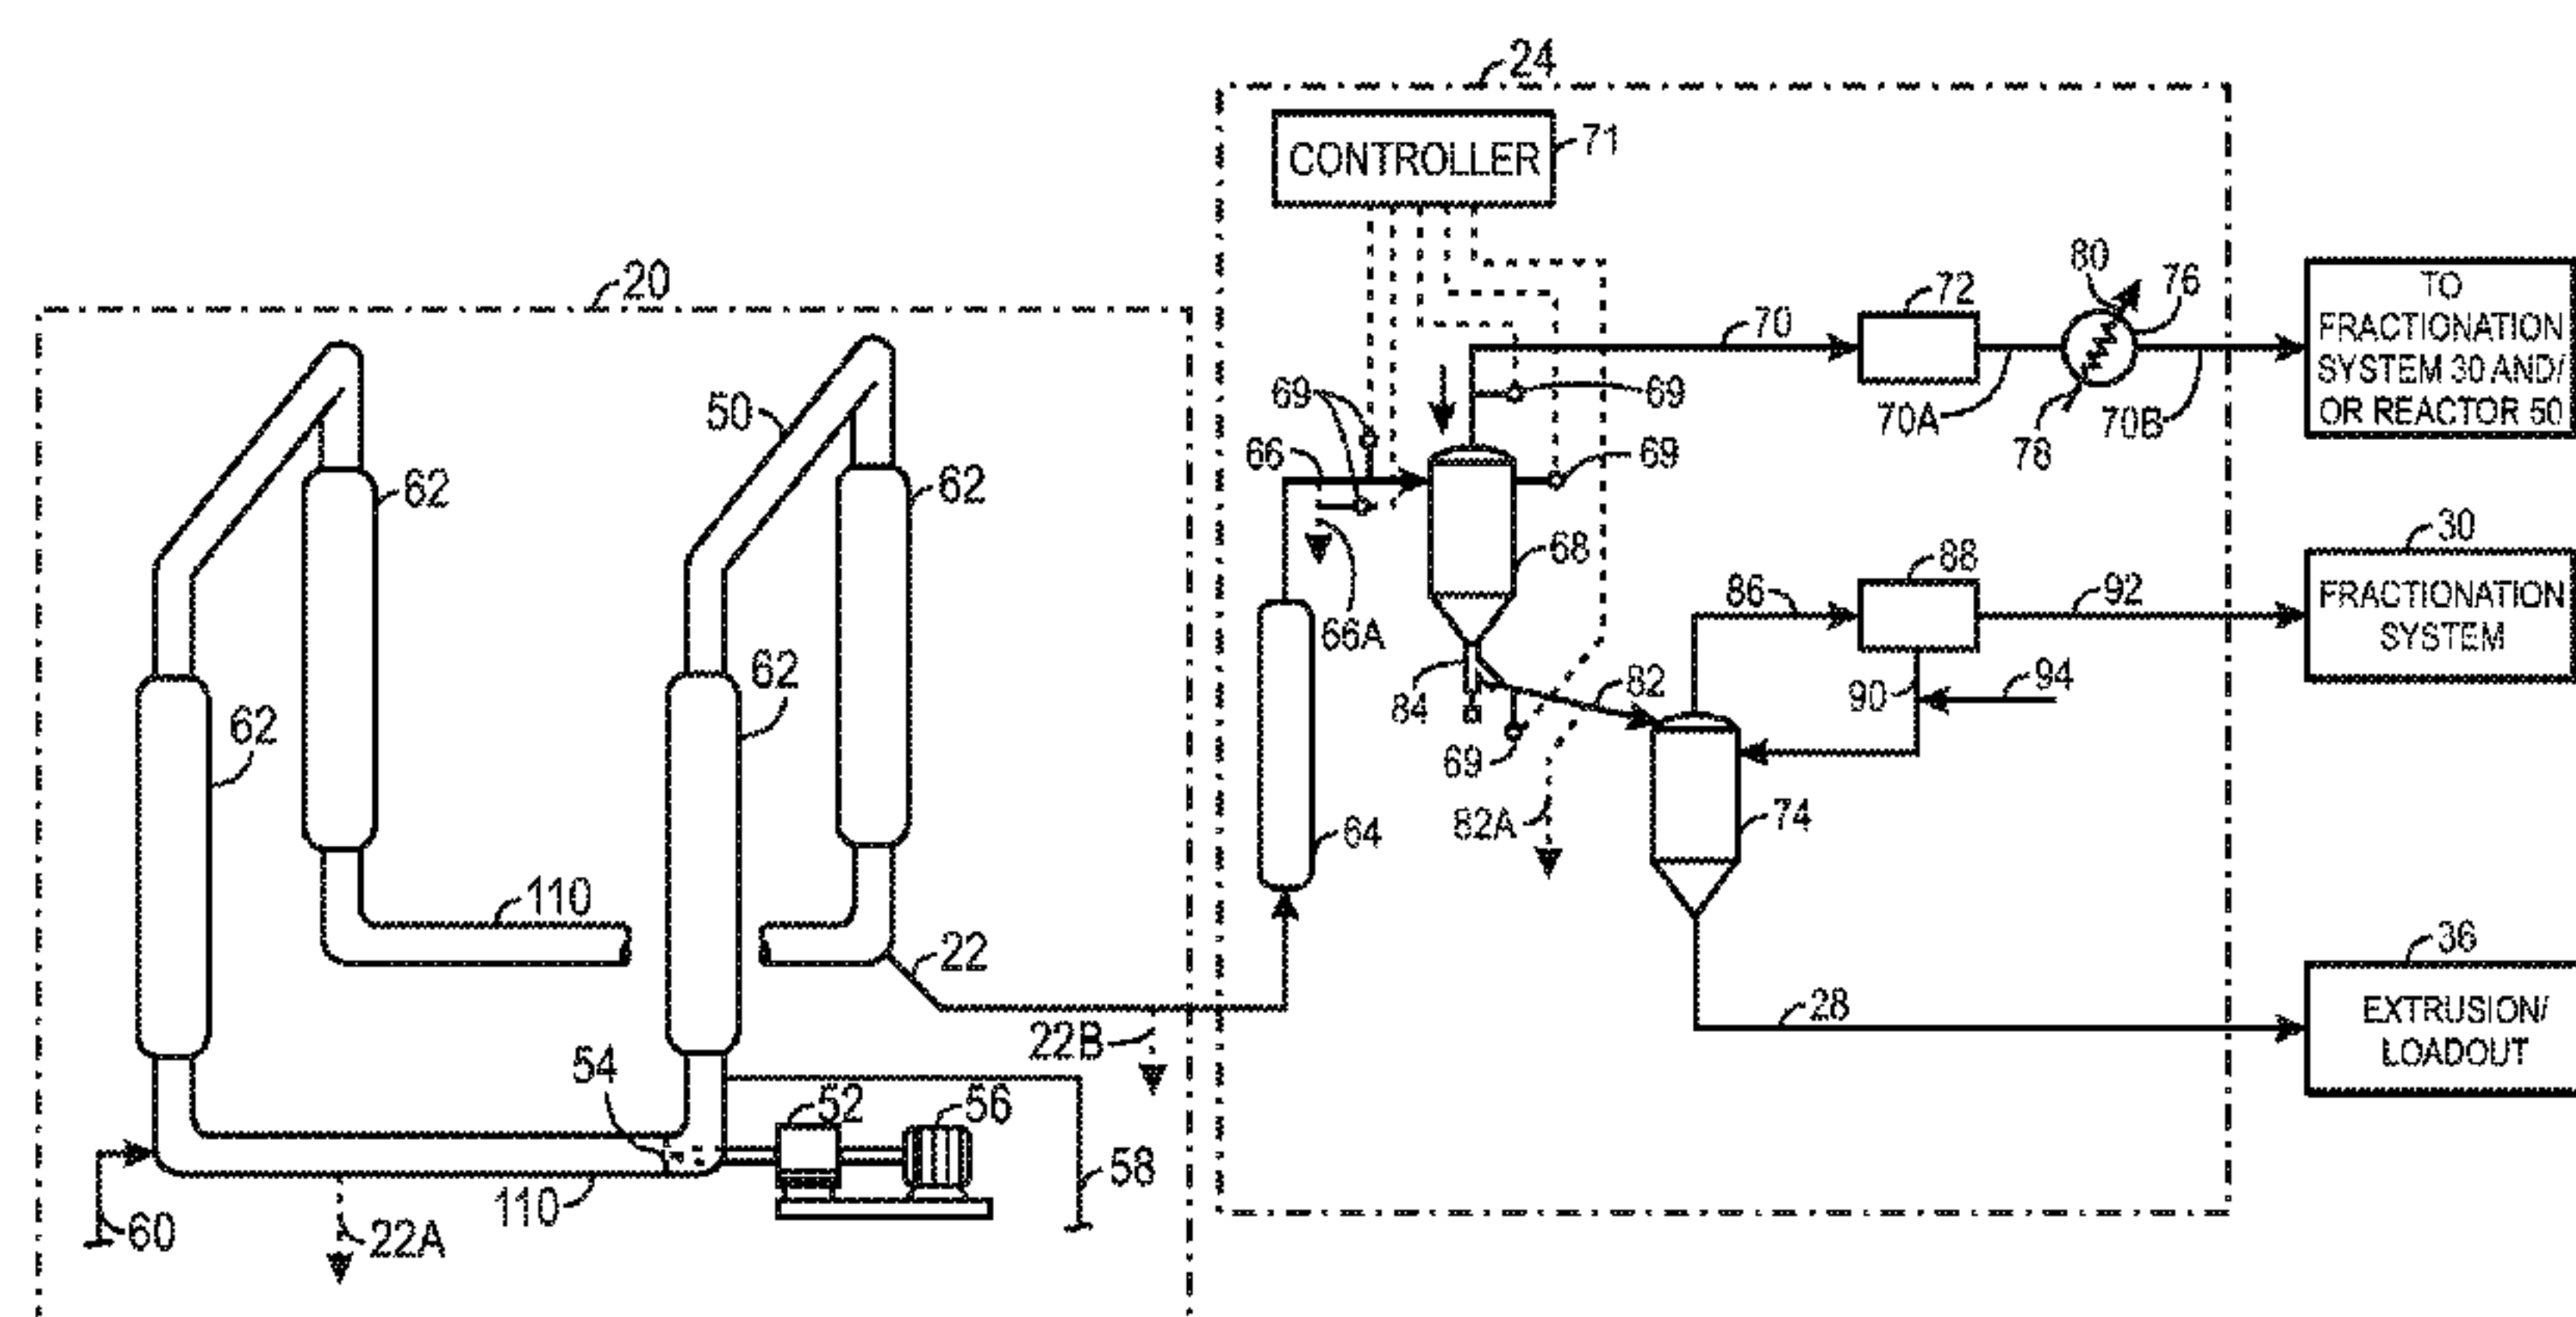 24
CONTROLLER
71
20
80
76
72
70
TO
FRACTIONATION
SYSTEM 30 AND/
OR REACTOR 50
69
69
50
70A
78
70B
66
69
62
62
68
30
88
86
92
FRACTIONATION
SYSTEM
66A
62
62
84
82
90
94
69
82A
74
64
110
22
36
28
EXTRUSION/
LOADOUT
22B
54
52
56
58
110
60
22A